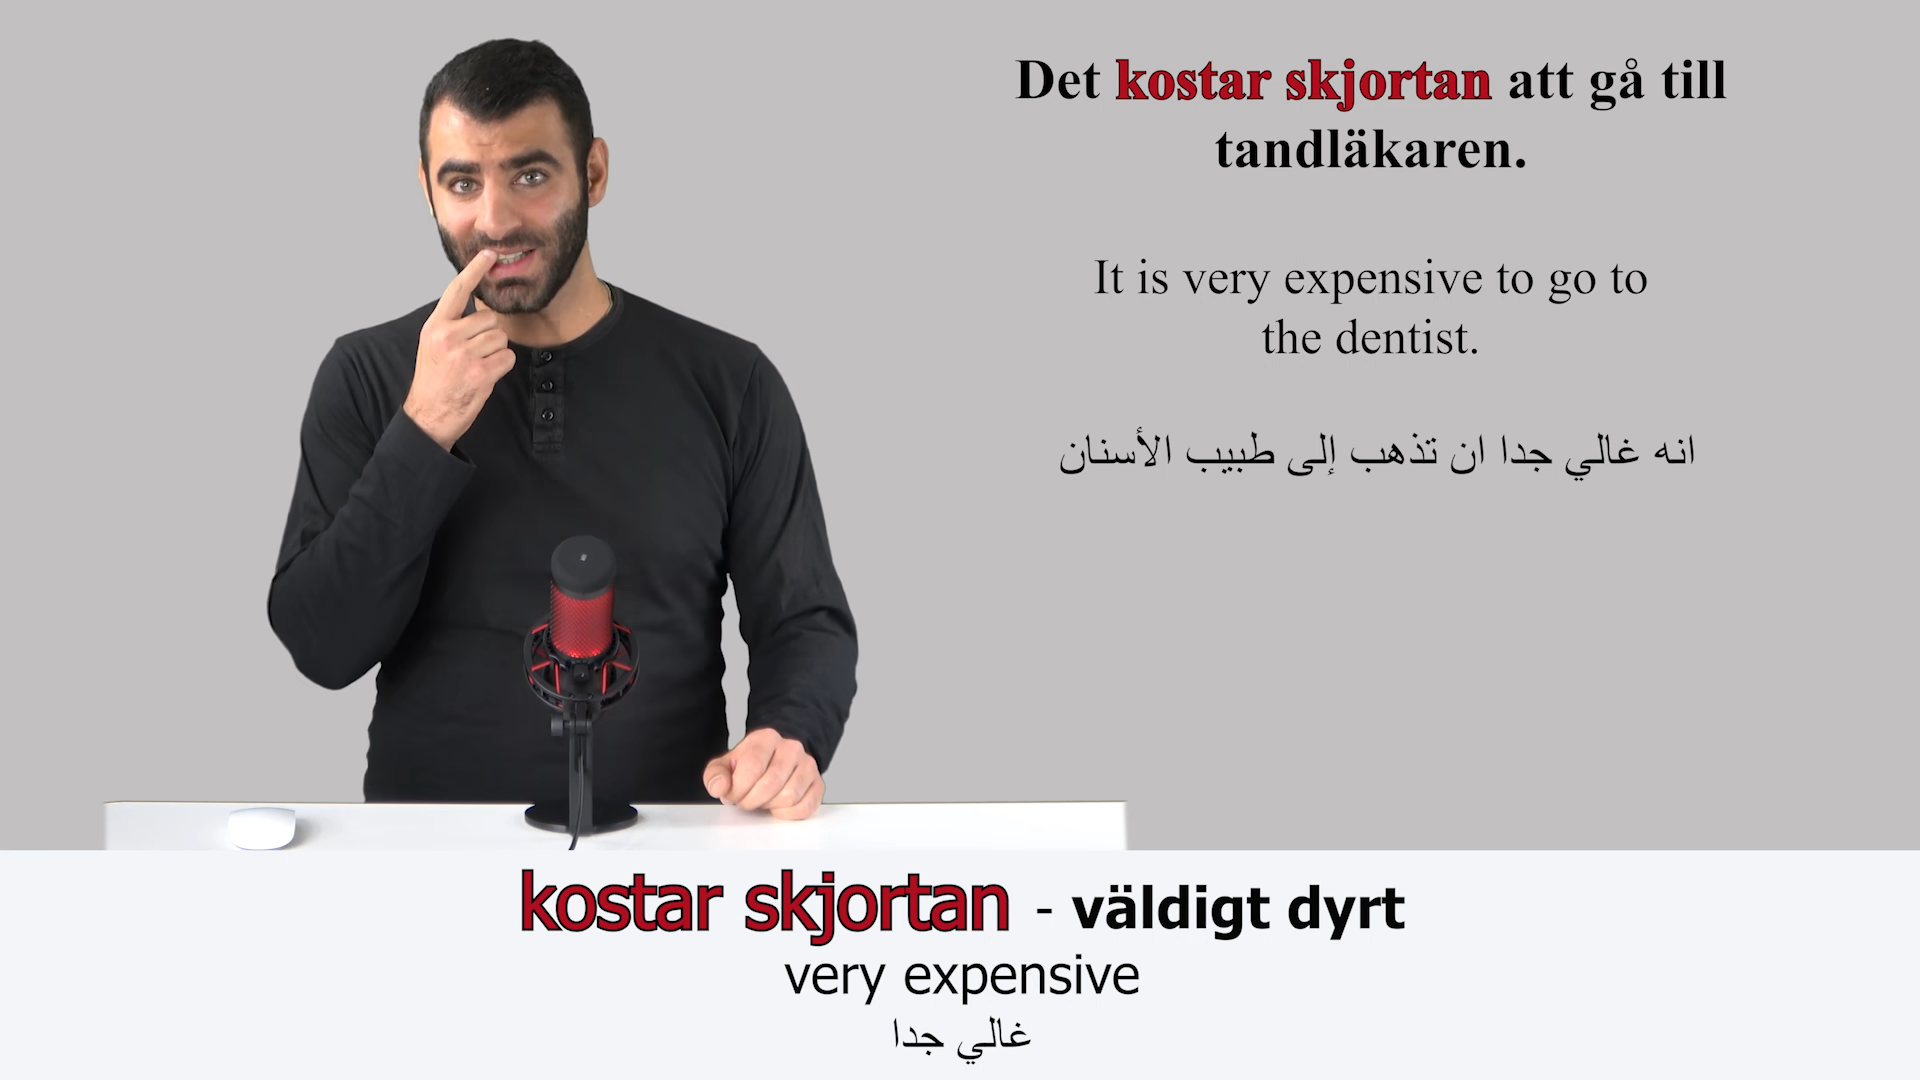 Det kostar skjortan att gå till
tandläkaren.
It is very expensive to go to
the dentist.
انه غالي جدا ان تذهب إلى طبيب الأسنان
kostar skjortan - väldigt dyrt
very expensive
غالي جدا